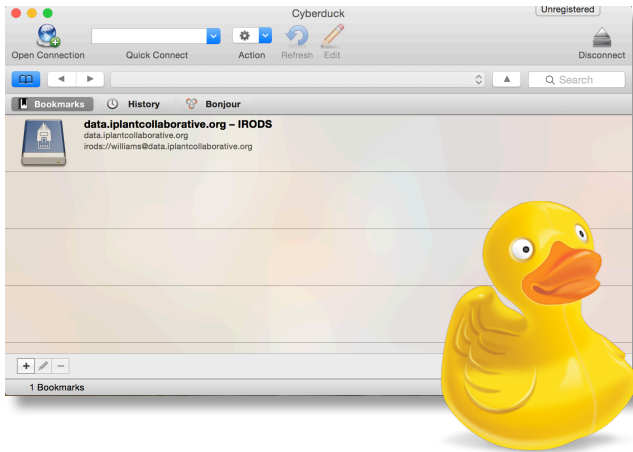 Cyberduck
Unregistered
Open Connection
Quick Connect
Action
Refresh
Edit
Disconnect
Search
Bookmarks
History
Bonjour
data.iplantcollaborative.org – IRODS
data.iplantcollaborative.org
irods://williams@data.iplantcollaborative.org
1 Bookmarks